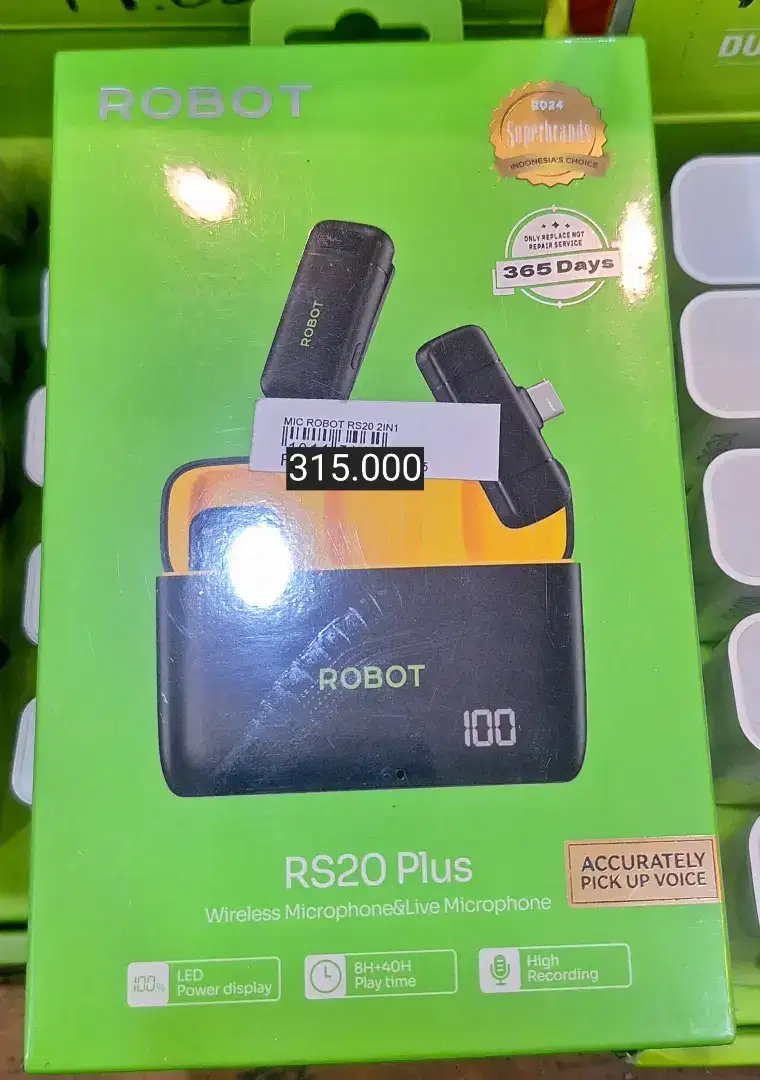 DU
ROBOT
2024
Superbrands
INDONESIA'S CHOICE
ONLY REPLACE NOT
REPAIR SERVICE
365 Days
ROBOT
MIC ROBOT RS20 2IN1
315.000
ROBOT
100
RS20 Plus
Wireless Microphone&Live Microphone
ACCURATELY
PICK UP VOICE
100%
LED
Power display
8H+40H
Play time
High
Recording